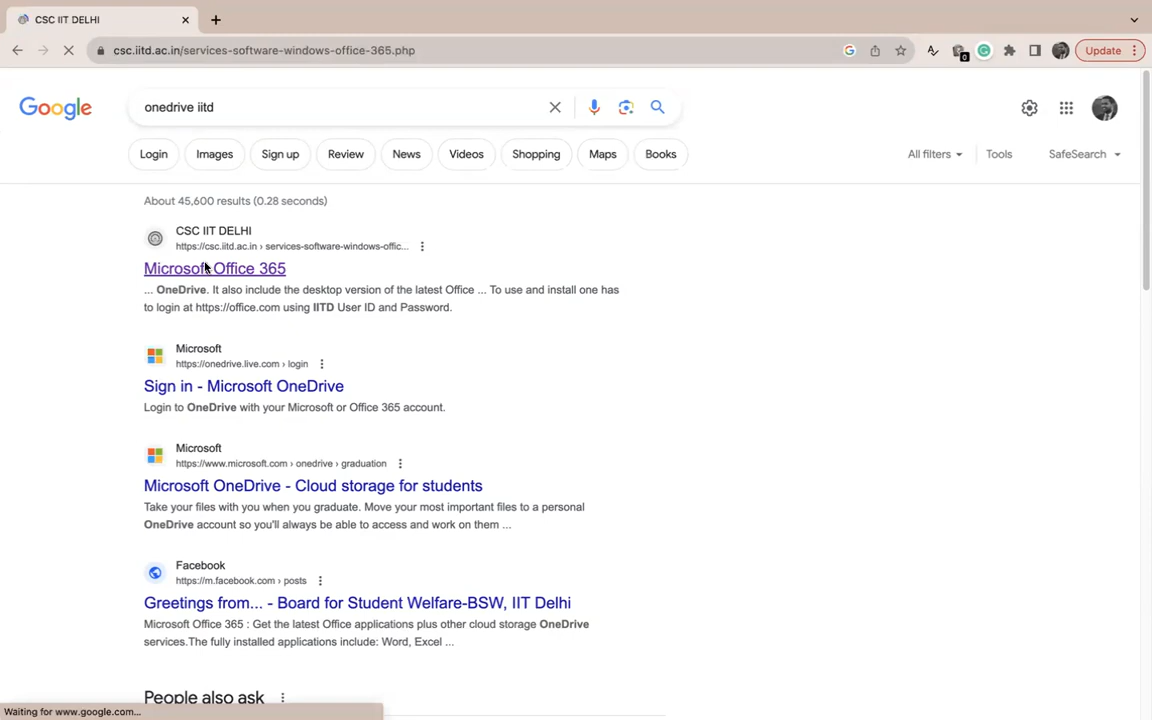 CSC IIT DELHI
csc.iitd.ac.in/services-software-windows-office-365.php
Update
Google
onedrive iitd
Login
Images
Sign up
Review
News
Videos
Shopping
Maps
Books
All filters
Tools
SafeSearch
About 45,600 results (0.28 seconds)
CSC IIT DELHI
https://csc.iitd.ac.in › services-software-windows-offic...
Microsoft Office 365
... OneDrive. It also include the desktop version of the latest Office ... To use and install one has
to login at https://office.com using IITD User ID and Password.
Microsoft
https://onedrive.live.com › login
Sign in - Microsoft OneDrive
Login to OneDrive with your Microsoft or Office 365 account.
Microsoft
https://www.microsoft.com › onedrive › graduation
Microsoft OneDrive - Cloud storage for students
Take your files with you when you graduate. Move your most important files to a personal
OneDrive account so you'll always be able to access and work on them ...
Facebook
https://m.facebook.com › posts
Greetings from... - Board for Student Welfare-BSW, IIT Delhi
Microsoft Office 365 : Get the latest Office applications plus other cloud storage OneDrive
services.The fully installed applications include: Word, Excel ...
People also ask
Waiting for www.google.com...